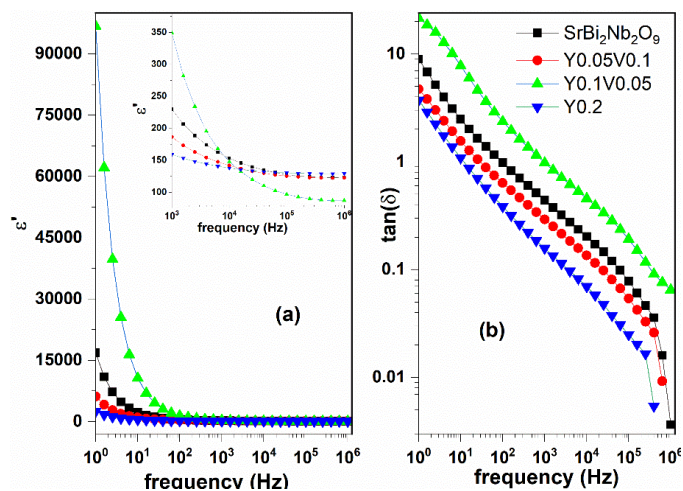 ε'
90000
75000
60000
45000
30000
15000
0
10⁰ 10¹ 10² 10³ 10⁴ 10⁵ 10⁶
frequency (Hz)
(a)
ε'
350
300
250
200
150
100
10³ 10⁴ 10⁵ 10⁶
frequency (Hz)
tan(δ)
10
1
0.1
0.01
10⁰ 10¹ 10² 10³ 10⁴ 10⁵ 10⁶
frequency (Hz)
(b)
SrBi₂Nb₂O₉
Y0.05V0.1
Y0.1V0.05
Y0.2